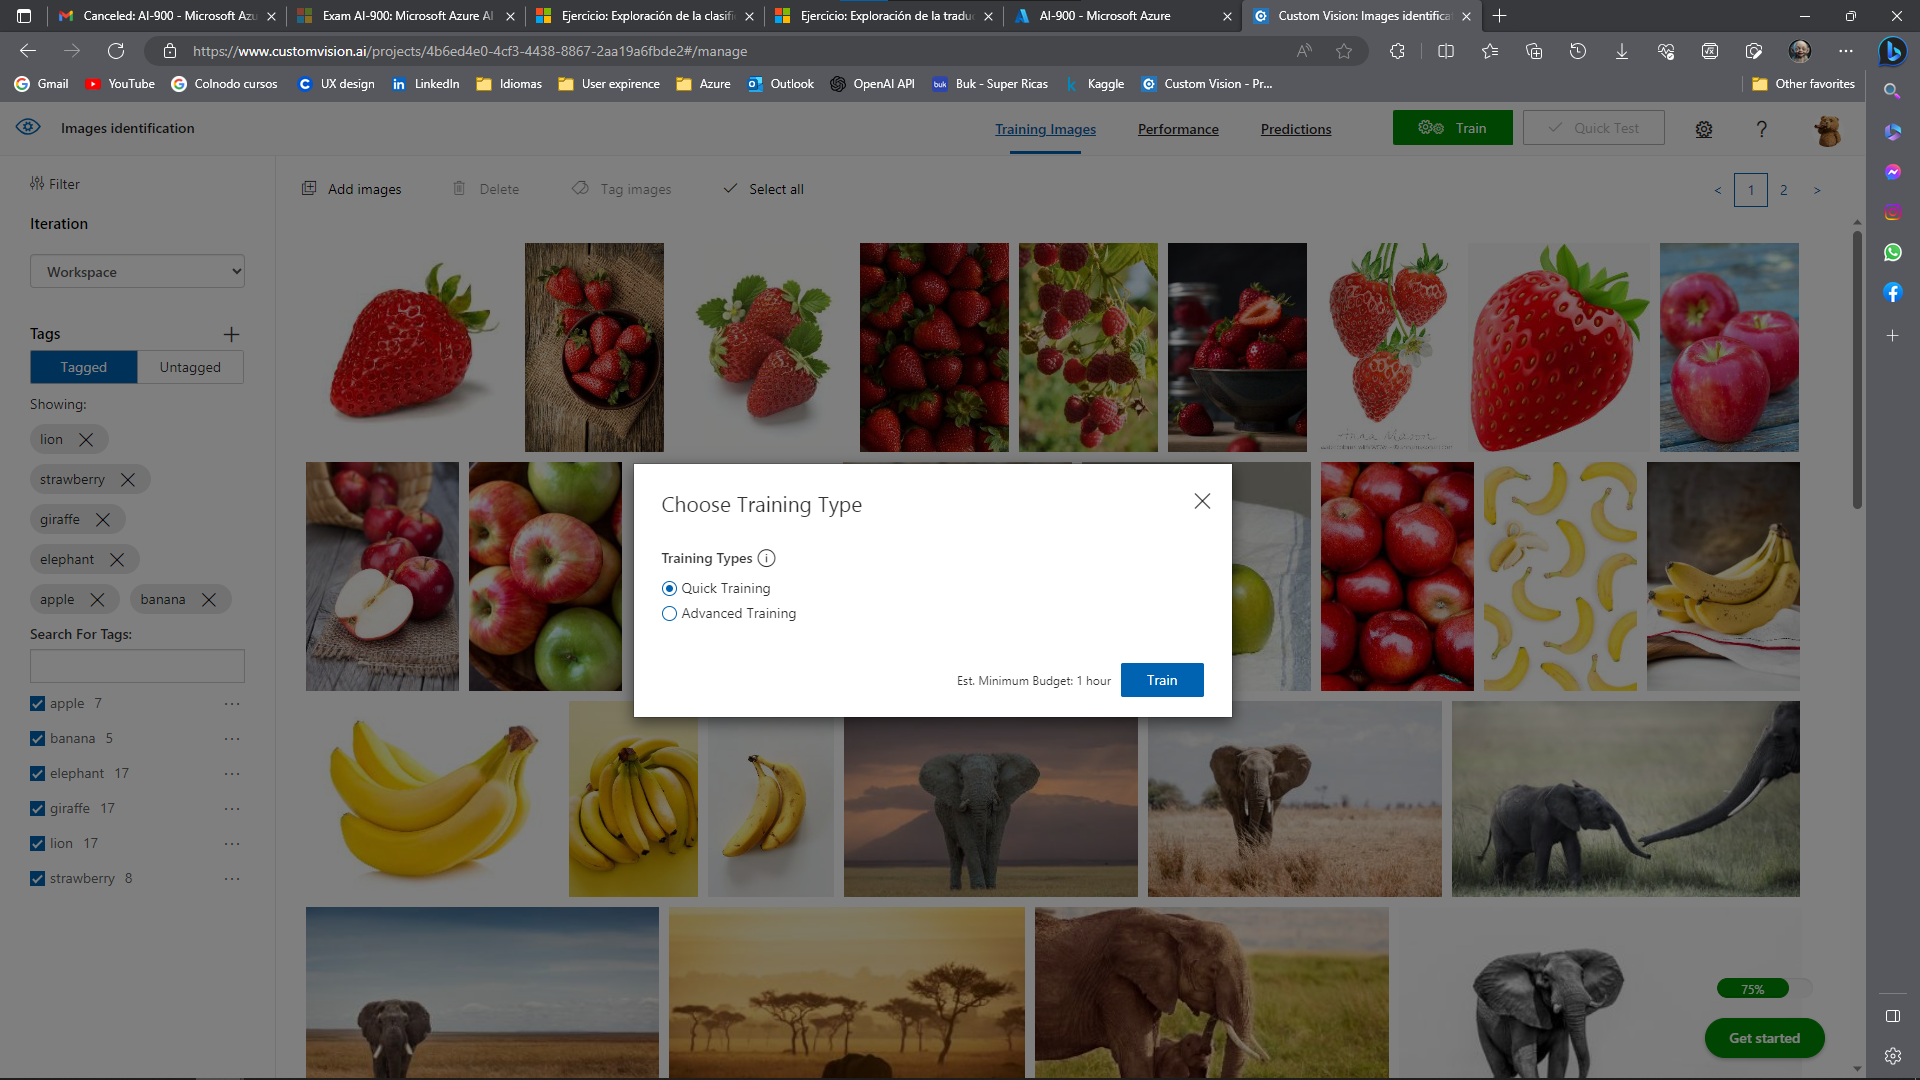 Canceled: AI-900 - Microsoft Azu
Exam AI-900: Microsoft Azure AI
Ejercicio: Exploración de la clasifi
Ejercicio: Exploración de la tradu
AI-900 - Microsoft Azure
Custom Vision: Images identifica
https://www.customvision.ai/projects/4b6ed4e0-4cf3-4438-8867-2aa19a6fbde2#/manage
Gmail
YouTube
Colnodo cursos
UX design
LinkedIn
Idiomas
User expirence
Azure
Outlook
OpenAI API
buk
Buk - Super Ricas
Kaggle
Custom Vision - Pr...
Other favorites
Images identification
Training Images
Performance
Predictions
Train
Quick Test
?
Filter
Add images
Delete
Tag images
Select all
< 1 2 >
Iteration
Workspace
Tags
Tagged
Untagged
Showing:
lion
strawberry
giraffe
elephant
apple
banana
Search For Tags:
apple 7 ...
banana 5 ...
elephant 17 ...
giraffe 17 ...
lion 17 ...
strawberry 8 ...
Choose Training Type
Training Types
Quick Training
Advanced Training
Est. Minimum Budget: 1 hour
Train
75%
Get started